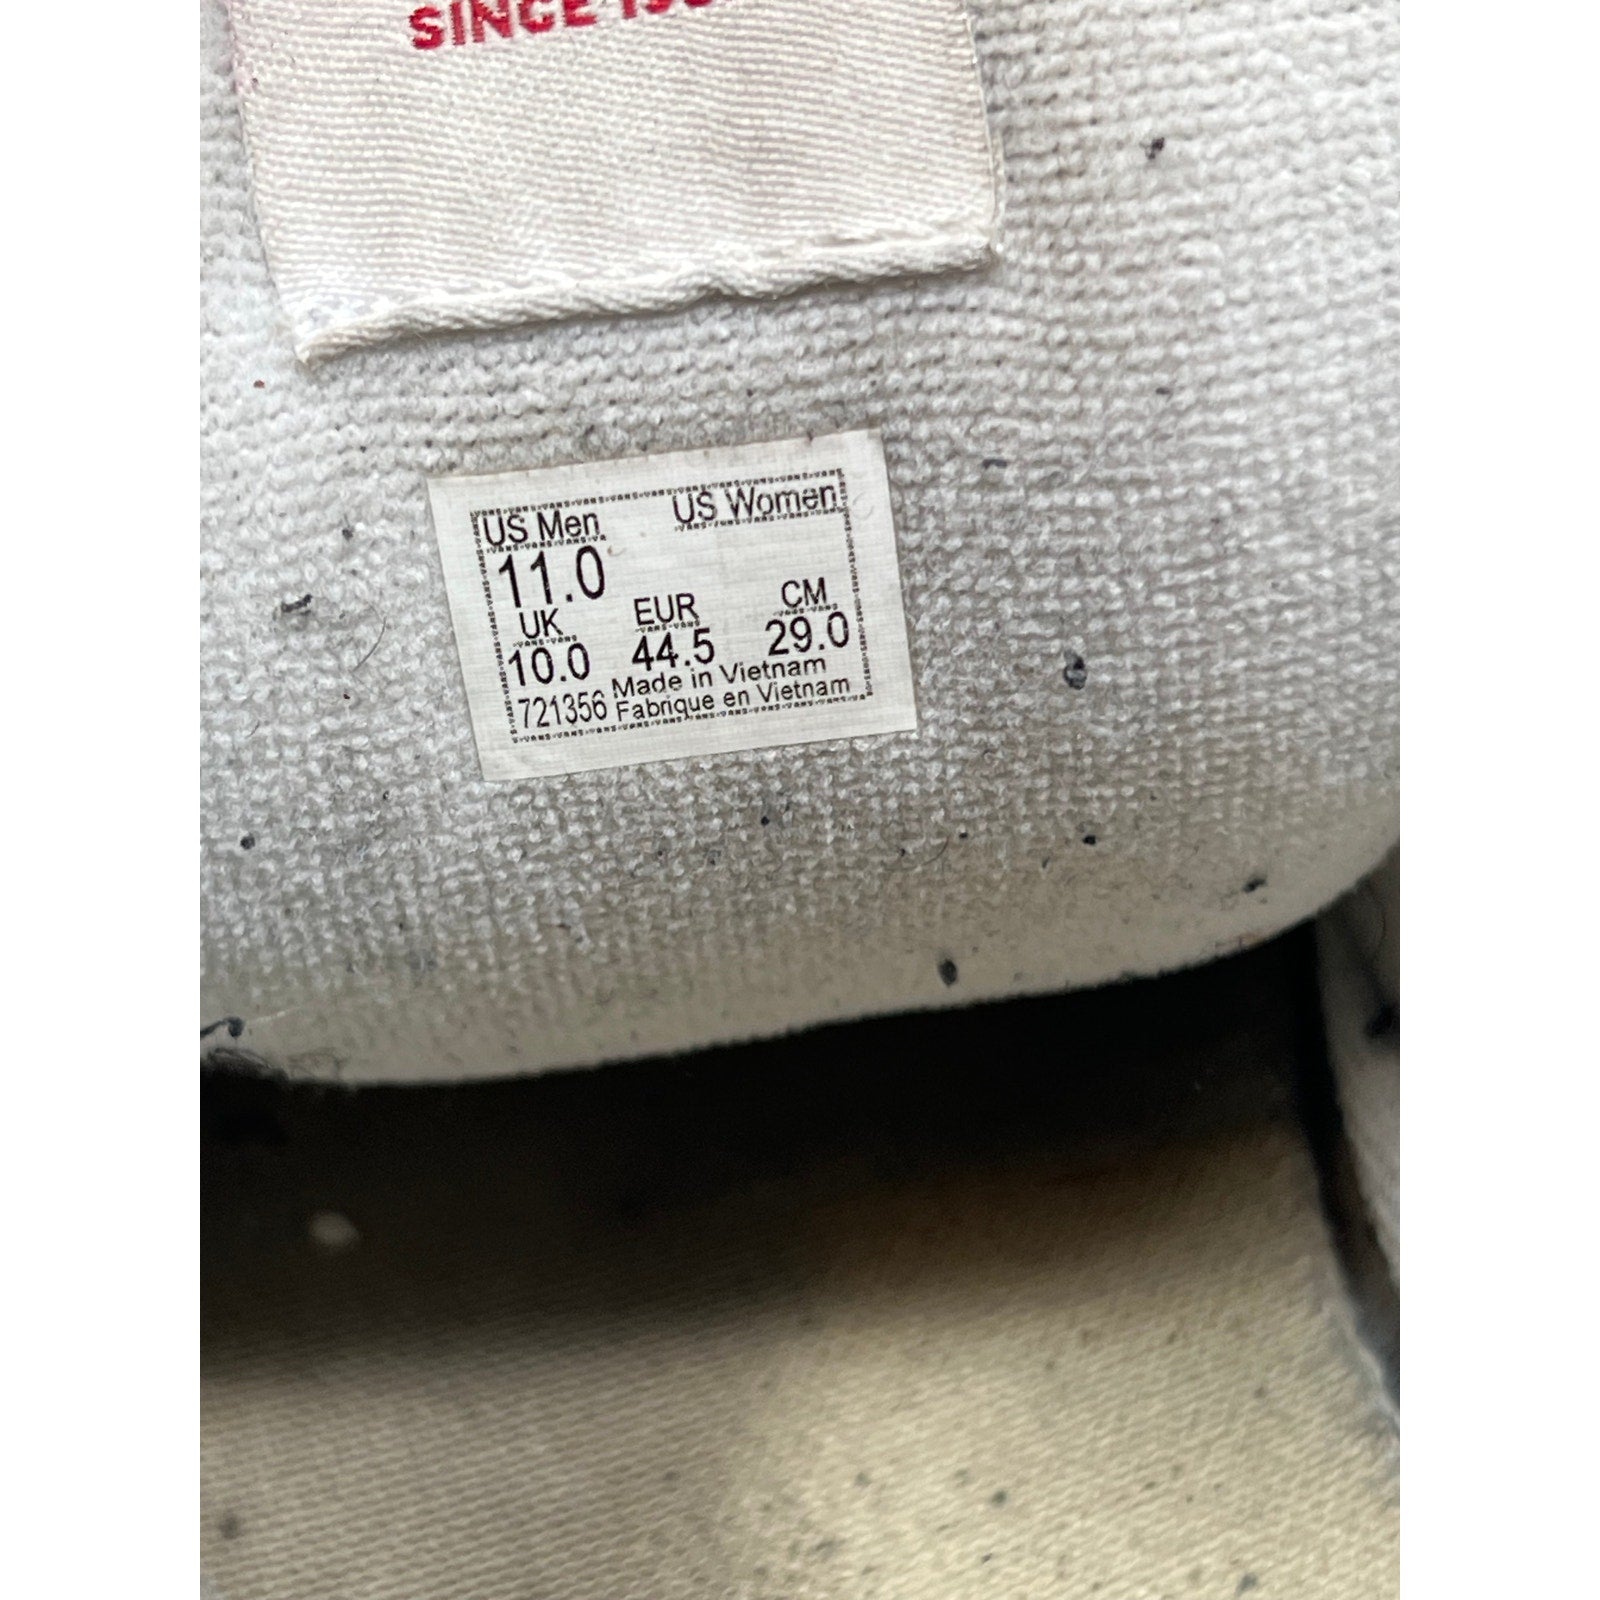 SINCE
US Men US Women
11.0
UK EUR CM
10.0 44.5 29.0
721356 Made in Vietnam
Fabrique en Vietnam